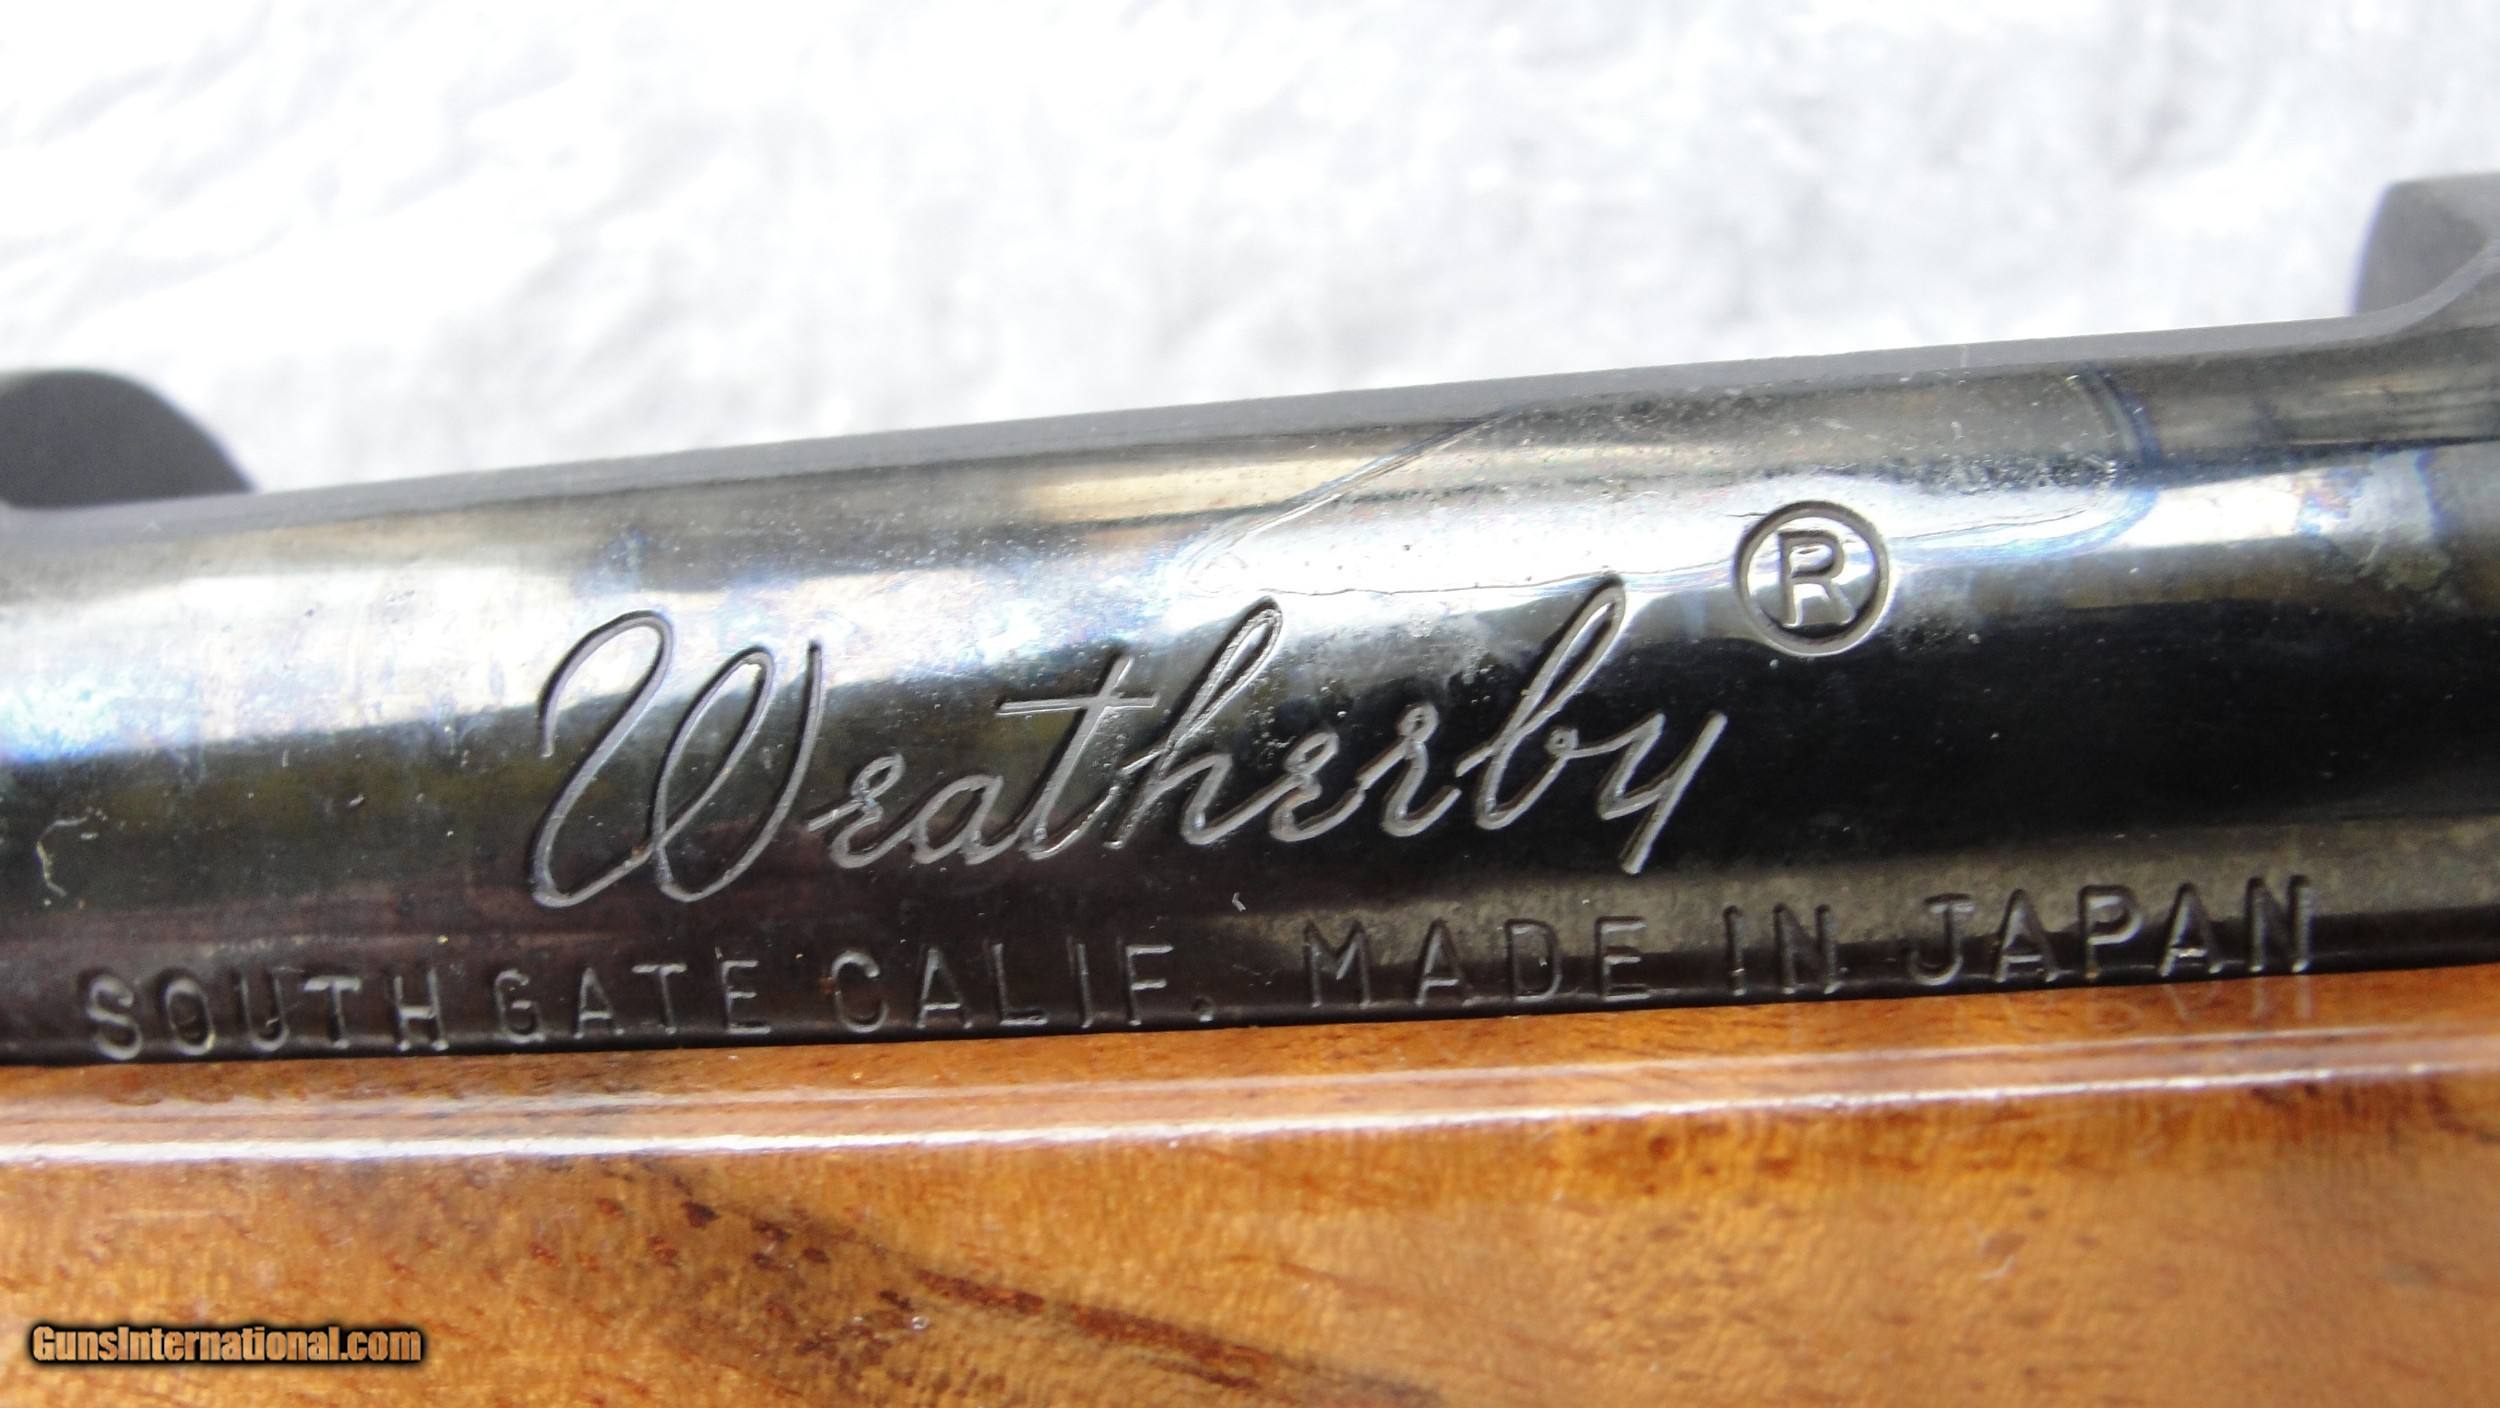 Weatherby ®
SOUTH GATE CALIF. MADE IN JAPAN
GunsInternational.com